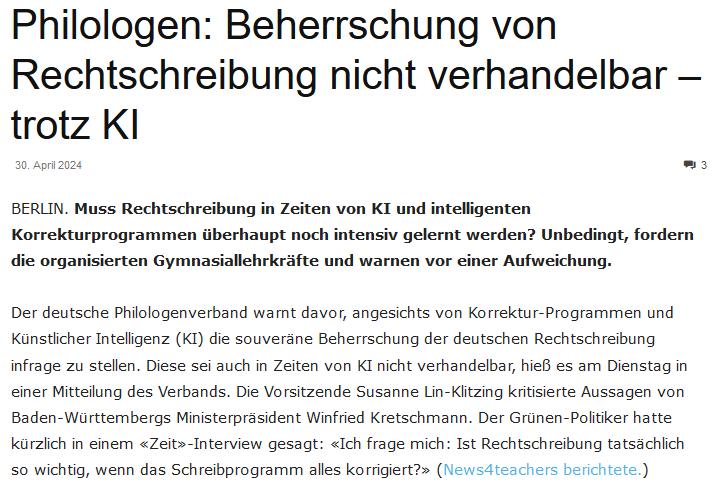 Philologen: Beherrschung von
Rechtschreibung nicht verhandelbar –
trotz KI
30. April 2024
3
BERLIN. Muss Rechtschreibung in Zeiten von KI und intelligenten
Korrekturprogrammen überhaupt noch intensiv gelernt werden? Unbedingt, fordern
die organisierten Gymnasiallehrkräfte und warnen vor einer Aufweichung.
Der deutsche Philologenverband warnt davor, angesichts von Korrektur-Programmen und
Künstlicher Intelligenz (KI) die souveräne Beherrschung der deutschen Rechtschreibung
infrage zu stellen. Diese sei auch in Zeiten von KI nicht verhandelbar, hieß es am Dienstag in
einer Mitteilung des Verbands. Die Vorsitzende Susanne Lin-Klitzing kritisierte Aussagen von
Baden-Württembergs Ministerpräsident Winfried Kretschmann. Der Grünen-Politiker hatte
kürzlich in einem «Zeit»-Interview gesagt: «Ich frage mich: Ist Rechtschreibung tatsächlich
so wichtig, wenn das Schreibprogramm alles korrigiert?» (News4teachers berichtete.)